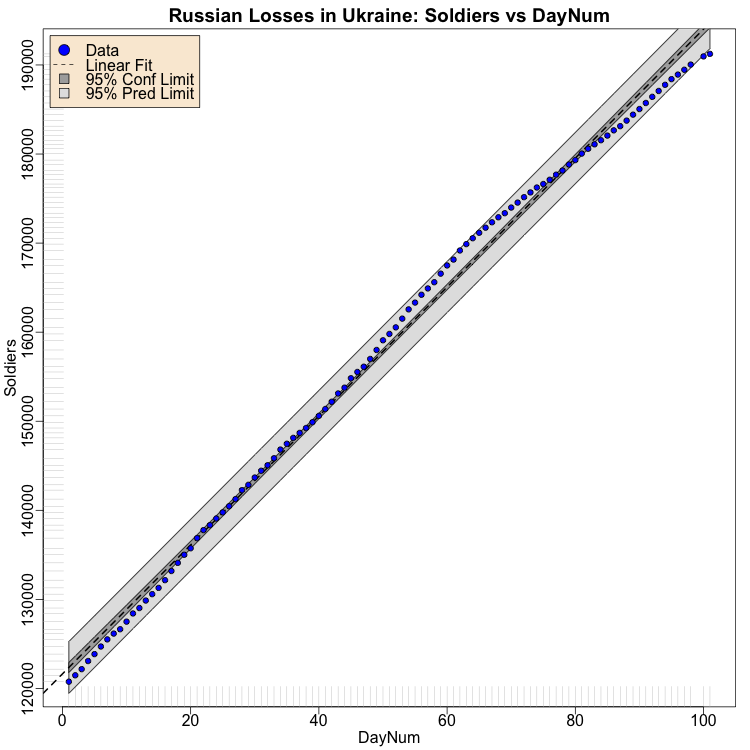 Russian Losses in Ukraine: Soldiers vs DayNum
Data
Linear Fit
95% Conf Limit
95% Pred Limit
Soldiers
190000
180000
170000
160000
150000
140000
130000
120000
0 20 40 60 80 100
DayNum